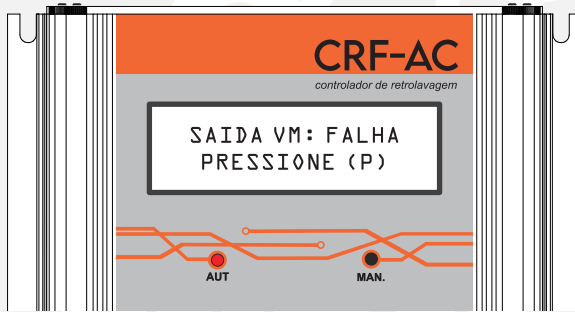 CRF-AC
controlador de retrolavagem
SAIDA VM: FALHA
PRESSIONE (P)
AUT
MAN.